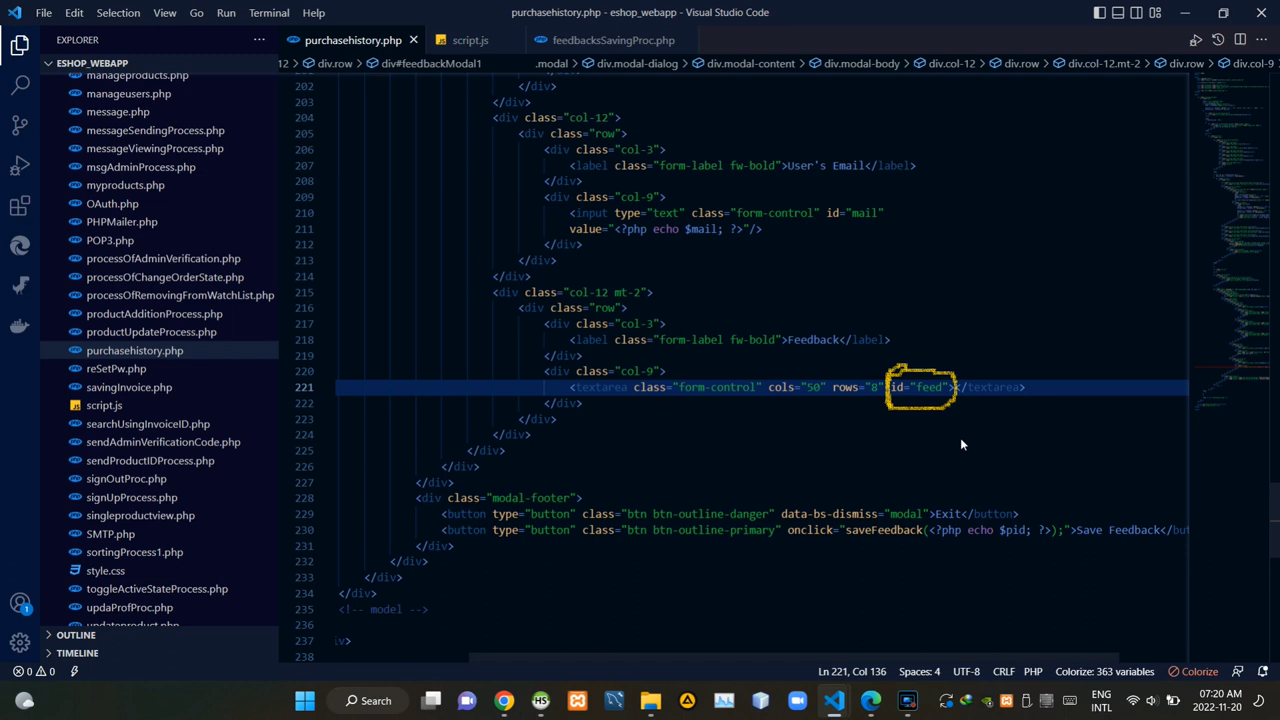 File Edit Selection View Go Run Terminal Help
purchasehistory.php - eshop_webapp - Visual Studio Code
EXPLORER
purchasehistory.php
script.js
feedbacksSavingProc.php
ESHOP_WEBAPP
12 > div.row > div#feedbackModal1 .modal > div.modal-dialog > div.modal-content > div.modal-body > div.col-12 > div.row > div.col-12.mt-2 > div.row > div.col-9
manageproducts.php
manageusers.php
message.php
messageSendingProcess.php
messageViewingProcess.php
msgAdminProcess.php
myproducts.php
OAuth.php
PHPMailer.php
POP3.php
processOfAdminVerification.php
processOfChangeOrderState.php
processOfRemovingFromWatchList.php
productAdditionProcess.php
productUpdateProcess.php
purchasehistory.php
reSetPw.php
savingInvoice.php
script.js
searchUsingInvoiceID.php
sendAdminVerificationCode.php
sendProductIDProcess.php
signOutProc.php
signUpProcess.php
singleproductview.php
SMTP.php
sortingProcess1.php
style.css
toggleActiveStateProcess.php
updaProfProc.php
updateproduct.php
OUTLINE
TIMELINE
202 </div>
203 </div>
204 <div class="col-12">
205 <div class="row">
206 <div class="col-3">
207 <label class="form-label fw-bold">User's Email</label>
208 </div>
209 <div class="col-9">
210 <input type="text" class="form-control" id="mail"
211 value="<?php echo $mail; ?>"/>
212 </div>
213 </div>
214 </div>
215 <div class="col-12 mt-2">
216 <div class="row">
217 <div class="col-3">
218 <label class="form-label fw-bold">Feedback</label>
219 </div>
220 <div class="col-9">
221 <textarea class="form-control" cols="50" rows="8" id="feed"></textarea>
222 </div>
223 </div>
224 </div>
225 </div>
226 </div>
227 </div>
228 <div class="modal-footer">
229 <button type="button" class="btn btn-outline-danger" data-bs-dismiss="modal">Exit</button>
230 <button type="button" class="btn btn-outline-primary" onclick="saveFeedback(<?php echo $pid; ?>);">Save Feedback</but
231 </div>
232 </div>
233 </div>
234 </div>
235 <!-- model -->
236
237 iv>
238
0 0 Ln 221, Col 136 Spaces: 4 UTF-8 CRLF PHP Colorize: 363 variables Colorize
1
Search
ENG
INTL
07:20 AM
2022-11-20